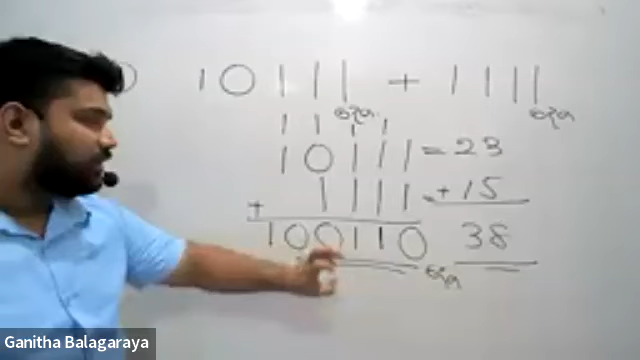 10111 + 1111
දෙක දෙක
1 1 1 1
10111 = 23
+ 1111 = + 15
100110 38
දෙක
Ganitha Balagaraya